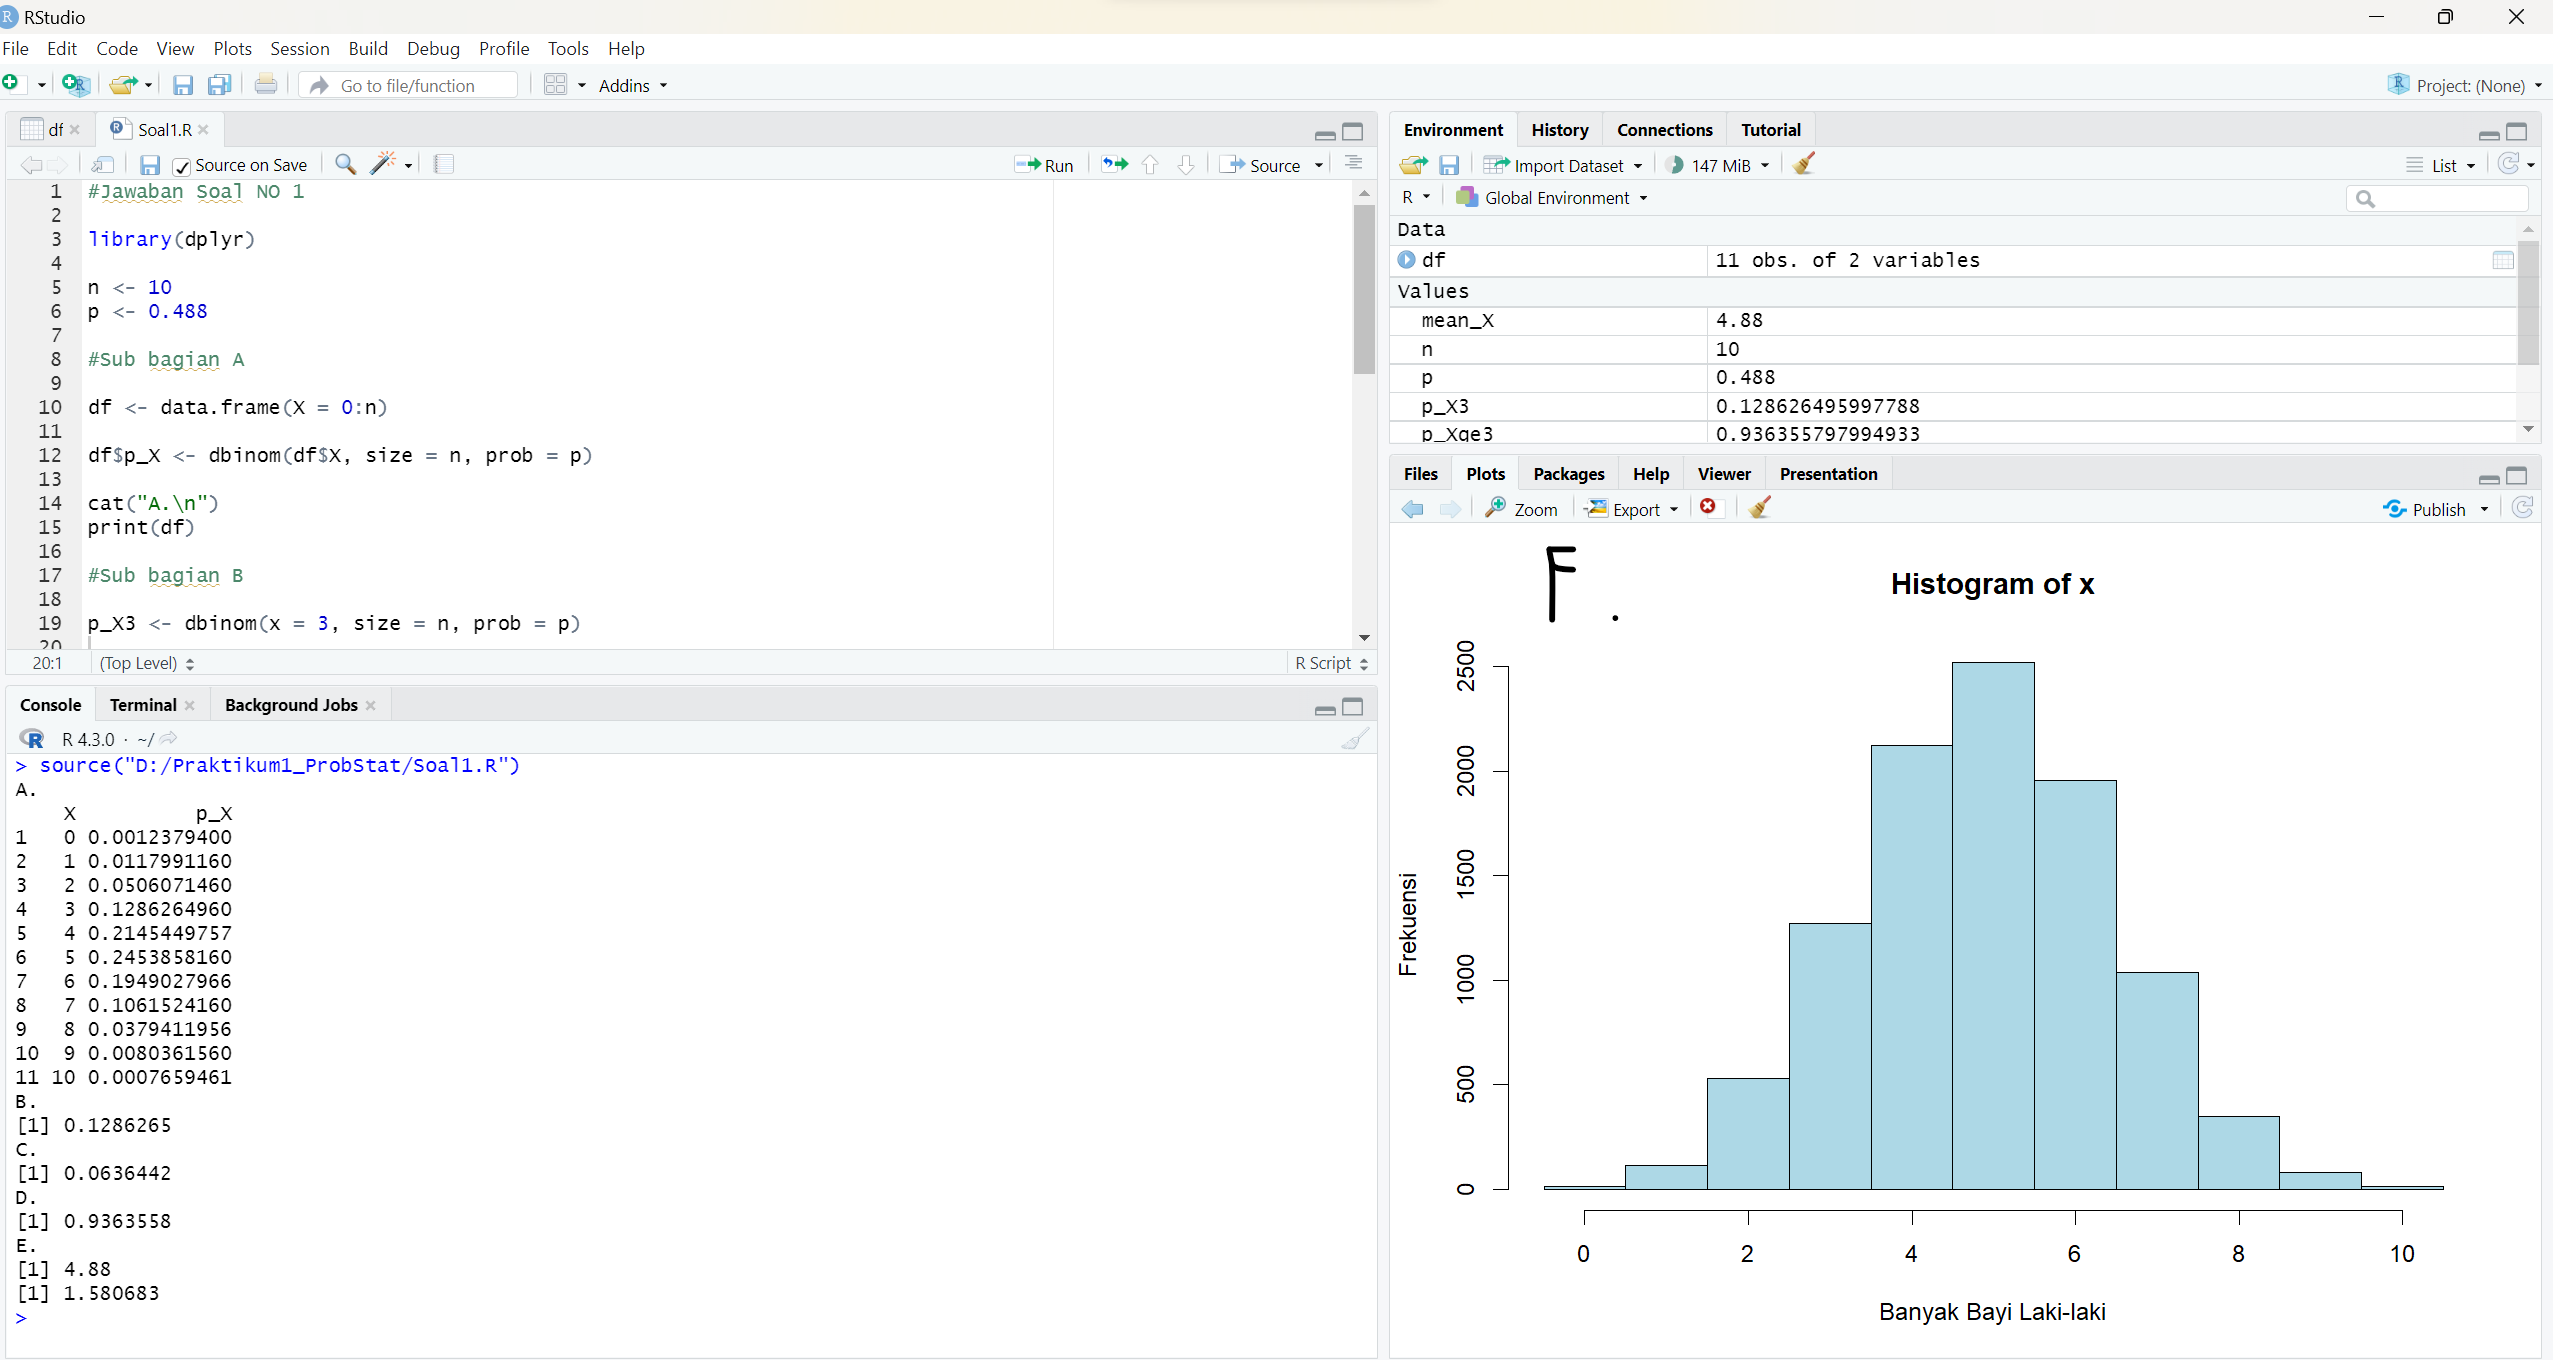 RStudio
File Edit Code View Plots Session Build Debug Profile Tools Help
Go to file/function Addins Project: (None)
df Soal1.R
Source on Save Run Source
1 #Jawaban Soal NO 1
2
3 library(dplyr)
4
5 n <- 10
6 p <- 0.488
7
8 #Sub bagian A
9
10 df <- data.frame(X = 0:n)
11
12 df$p_X <- dbinom(df$X, size = n, prob = p)
13
14 cat("A.\n")
15 print(df)
16
17 #Sub bagian B
18
19 p_X3 <- dbinom(x = 3, size = n, prob = p)
20
20:1 (Top Level) R Script
Console Terminal Background Jobs
R 4.3.0 · ~/
> source("D:/Praktikum1_ProbStat/Soal1.R")
A.
X p_X
1 0 0.0012379400
2 1 0.0117991160
3 2 0.0506071460
4 3 0.1286264960
5 4 0.2145449757
6 5 0.2453858160
7 6 0.1949027966
8 7 0.1061524160
9 8 0.0379411956
10 9 0.0080361560
11 10 0.0007659461
B.
[1] 0.1286265
C.
[1] 0.0636442
D.
[1] 0.9363558
E.
[1] 4.88
[1] 1.580683
>
Environment History Connections Tutorial
Import Dataset 147 MiB List
R Global Environment
Data
df 11 obs. of 2 variables
Values
mean_X 4.88
n 10
p 0.488
p_X3 0.128626495997788
p_Xge3 0.936355797994933
Files Plots Packages Help Viewer Presentation
Zoom Export Publish
F.
Histogram of x
Frekuensi
2500
2000
1500
1000
500
0
0 2 4 6 8 10
Banyak Bayi Laki-laki